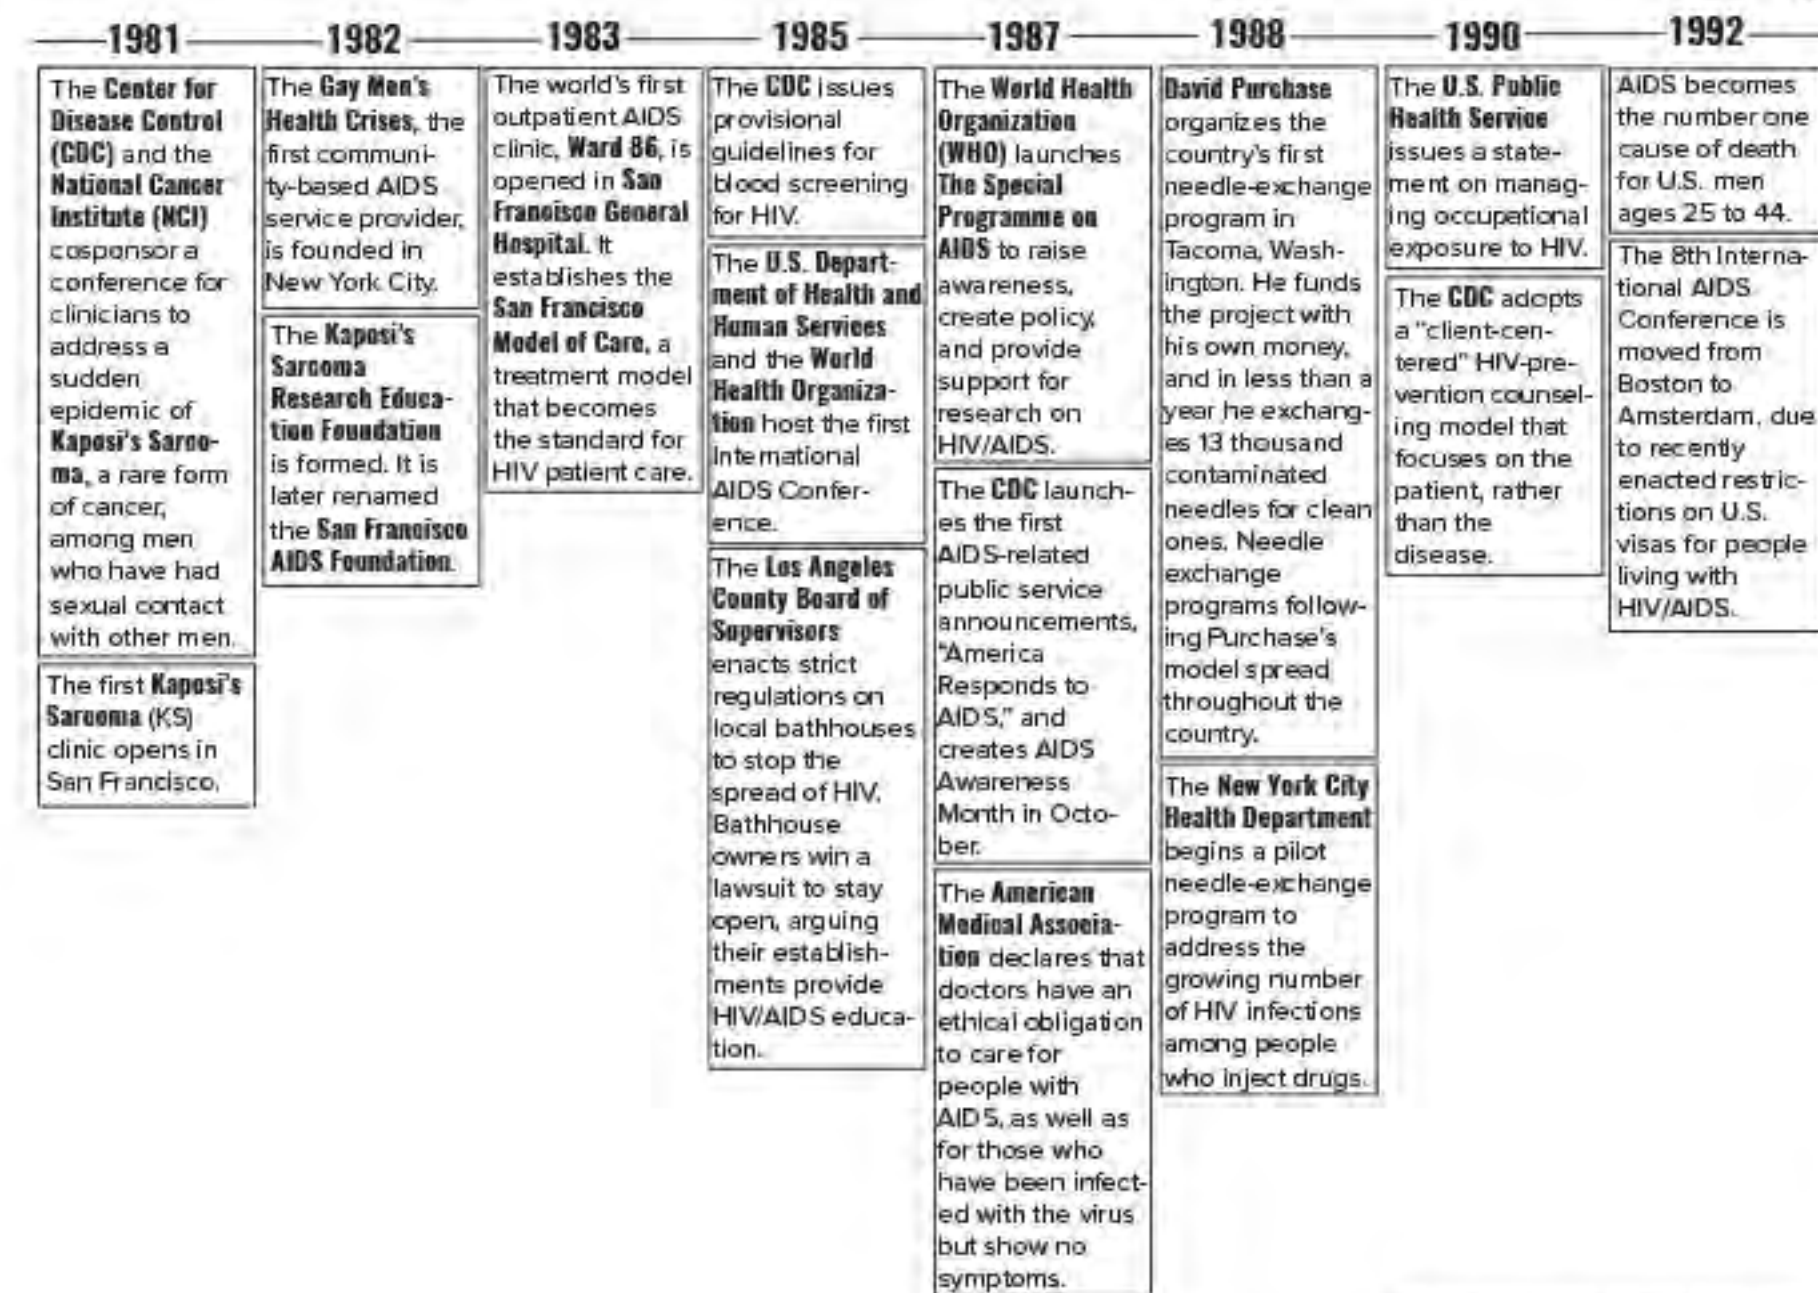 1981
1982
1983
1985
1987
1988
1990
1992
The Center for
Disease Control
(CDC) and the
National Cancer
Institute (NCI)
cosponsor a
conference for
clinicians to
address a
sudden
epidemic of
Kaposi's Sarco-
ma, a rare form
of cancer,
among men
who have had
sexual contact
with other men.
The first Kaposi's
Sarcoma (KS)
clinic opens in
San Francisco.
The Gay Men's
Health Crises, the
first communi-
ty-based AIDS
service provider,
is founded in
New York City.
The Kaposi's
Sarcoma
Research Educa-
tion Foundation
is formed. It is
later renamed
the San Francisco
AIDS Foundation.
The world's first
outpatient AIDS
clinic, Ward 86, is
opened in San
Francisco General
Hospital. It
establishes the
San Francisco
Model of Care, a
treatment model
that becomes
the standard for
HIV patient care.
The CDC issues
provisional
guidelines for
blood screening
for HIV.
The U.S. Depart-
ment of Health and
Human Services
and the World
Health Organiza-
tion host the first
International
AIDS Confer-
ence.
The Los Angeles
County Board of
Supervisors
enacts strict
regulations on
local bathhouses
to stop the
spread of HIV.
Bathhouse
owners win a
lawsuit to stay
open, arguing
their establish-
ments provide
HIV/AIDS educa-
tion.
The World Health
Organization
(WHO) launches
The Special
Programme on
AIDS to raise
awareness,
create policy,
and provide
support for
research on
HIV/AIDS.
The CDC launch-
es the first
AIDS-related
public service
announcements,
"America
Responds to
AIDS," and
creates AIDS
Awareness
Month in Octo-
ber.
The American
Medical Associa-
tion declares that
doctors have an
ethical obligation
to care for
people with
AIDS, as well as
for those who
have been infect-
ed with the virus
but show no
symptoms.
David Purchase
organizes the
country's first
needle-exchange
program in
Tacoma, Wash-
ington. He funds
the project with
his own money,
and in less than a
year he exchang-
es 13 thousand
contaminated
needles for clean
ones. Needle
exchange
programs follow-
ing Purchase's
model spread
throughout the
country.
The New York City
Health Department
begins a pilot
needle-exchange
program to
address the
growing number
of HIV infections
among people
who inject drugs.
The U.S. Public
Health Service
issues a state-
ment on manag-
ing occupational
exposure to HIV.
The CDC adopts
a "client-cen-
tered" HIV-pre-
vention counsel-
ing model that
focuses on the
patient, rather
than the
disease.
AIDS becomes
the number one
cause of death
for U.S. men
ages 25 to 44.
The 8th Interna-
tional AIDS
Conference is
moved from
Boston to
Amsterdam, due
to recently
enacted restric-
tions on U.S.
visas for people
living with
HIV/AIDS.